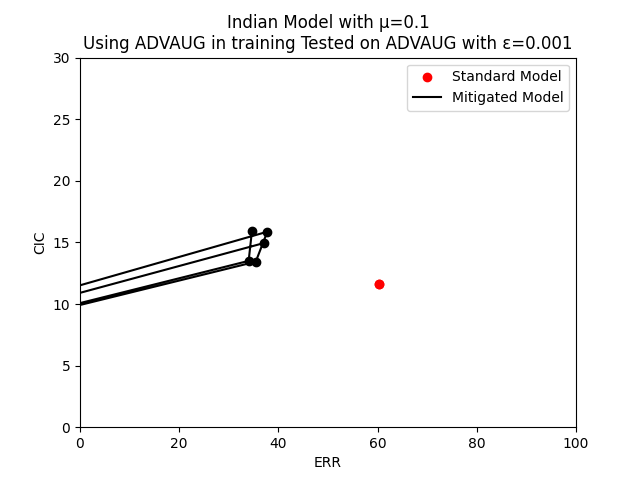 Indian Model with μ=0.1
Using ADVAUG in training Tested on ADVAUG with ε=0.001
Standard Model
Mitigated Model
30
25
20
15
10
5
0
CIC
0 20 40 60 80 100
ERR